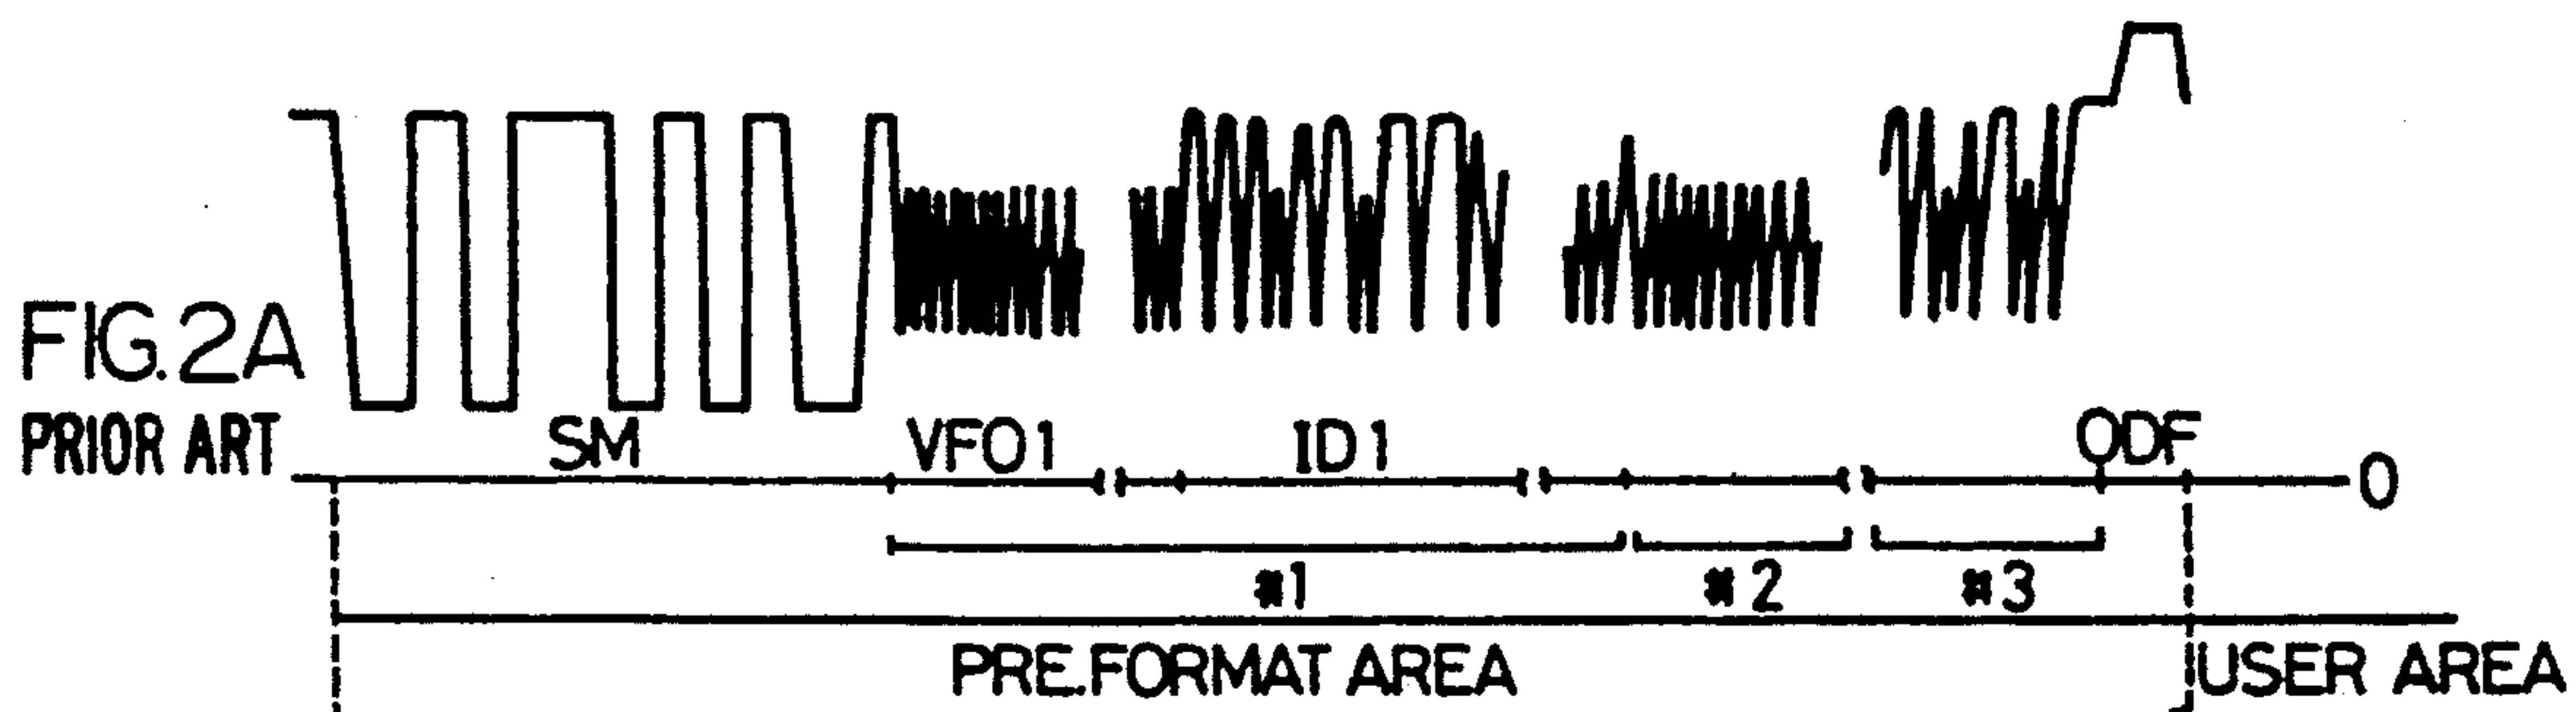 FIG.2A
PRIOR ART
SM
VFO1
ID1
ODF
0
#1
#2
#3
PRE.FORMAT AREA
USER AREA